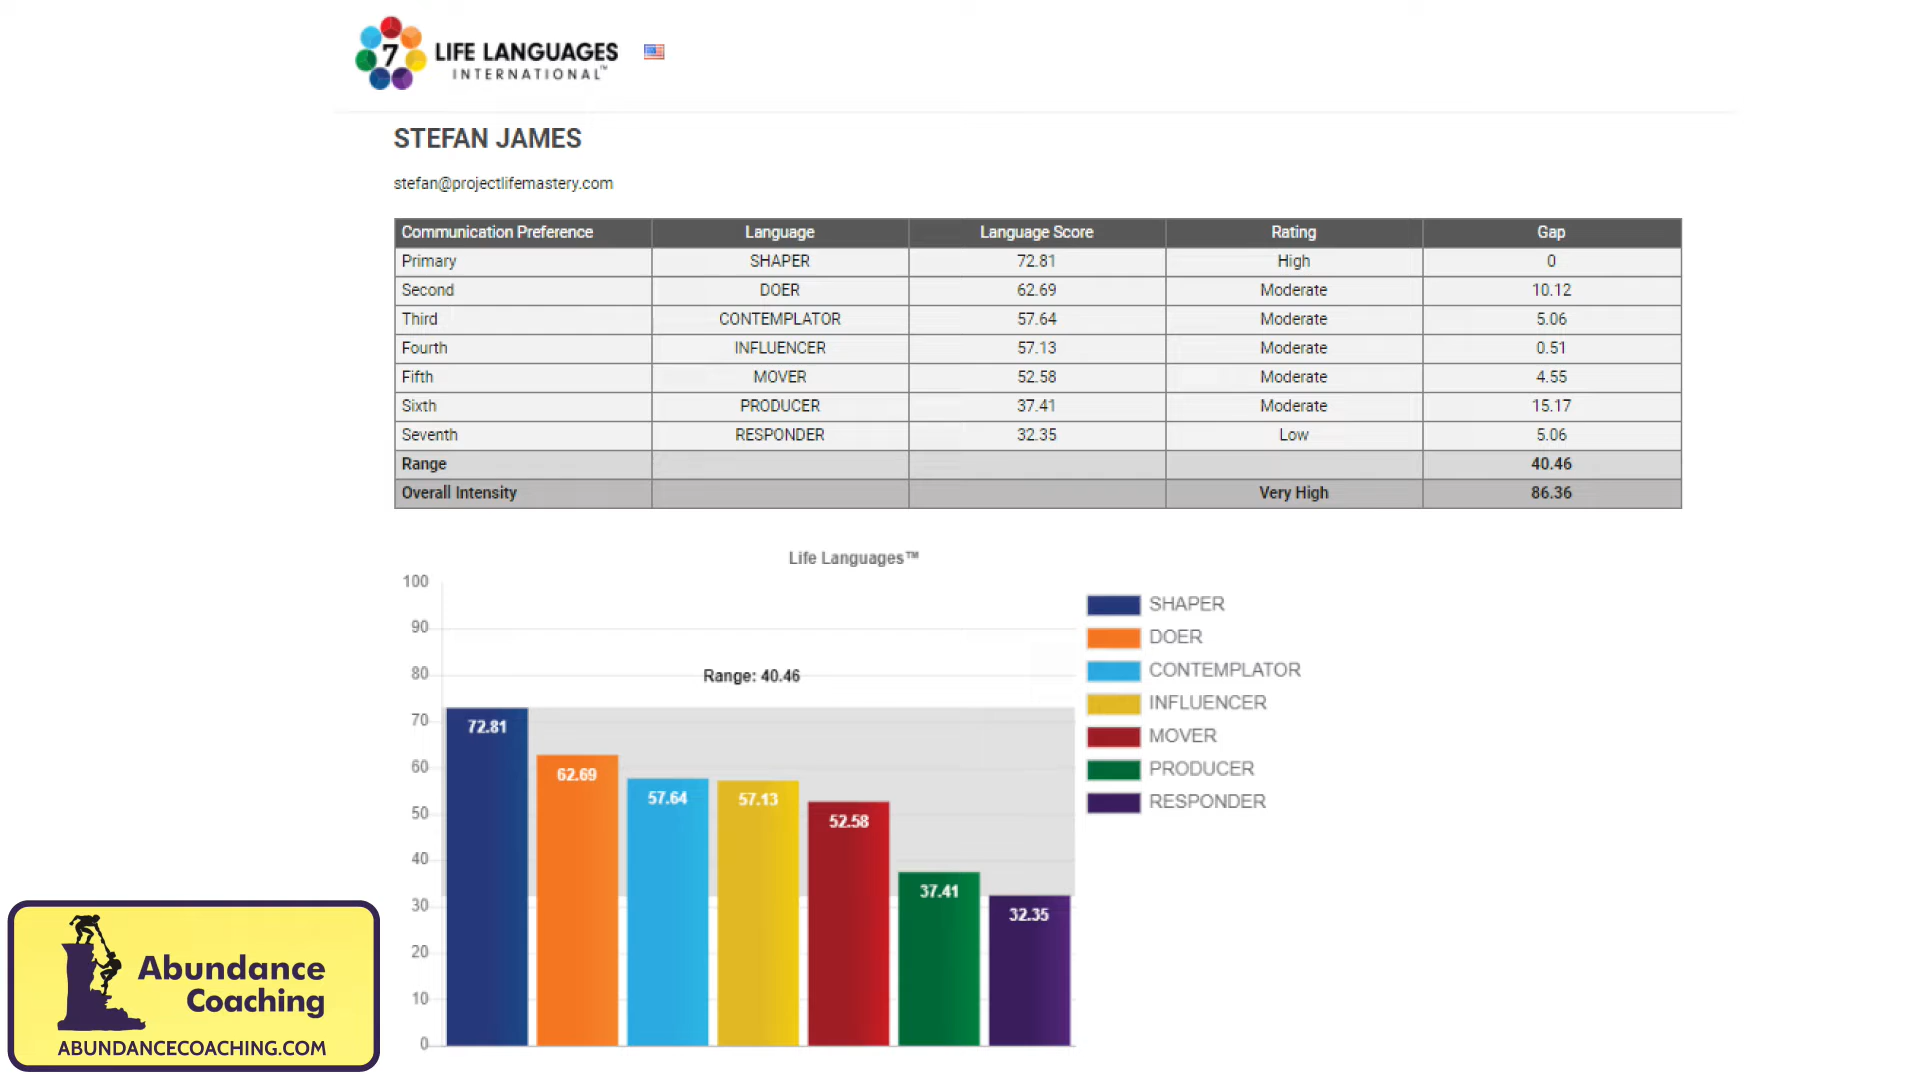 7 LIFE LANGUAGES
INTERNATIONAL™
STEFAN JAMES
stefan@projectlifemastery.com
Communication Preference Language Language Score Rating Gap
Primary SHAPER 72.81 High 0
Second DOER 62.69 Moderate 10.12
Third CONTEMPLATOR 57.64 Moderate 5.06
Fourth INFLUENCER 57.13 Moderate 0.51
Fifth MOVER 52.58 Moderate 4.55
Sixth PRODUCER 37.41 Moderate 15.17
Seventh RESPONDER 32.35 Low 5.06
Range 40.46
Overall Intensity Very High 86.36
Life Languages™
100
90
80
70
60
50
40
30
20
10
0
Range: 40.46
72.81
62.69
57.64
57.13
52.58
37.41
32.35
SHAPER
DOER
CONTEMPLATOR
INFLUENCER
MOVER
PRODUCER
RESPONDER
Abundance
Coaching
ABUNDANCECOACHING.COM